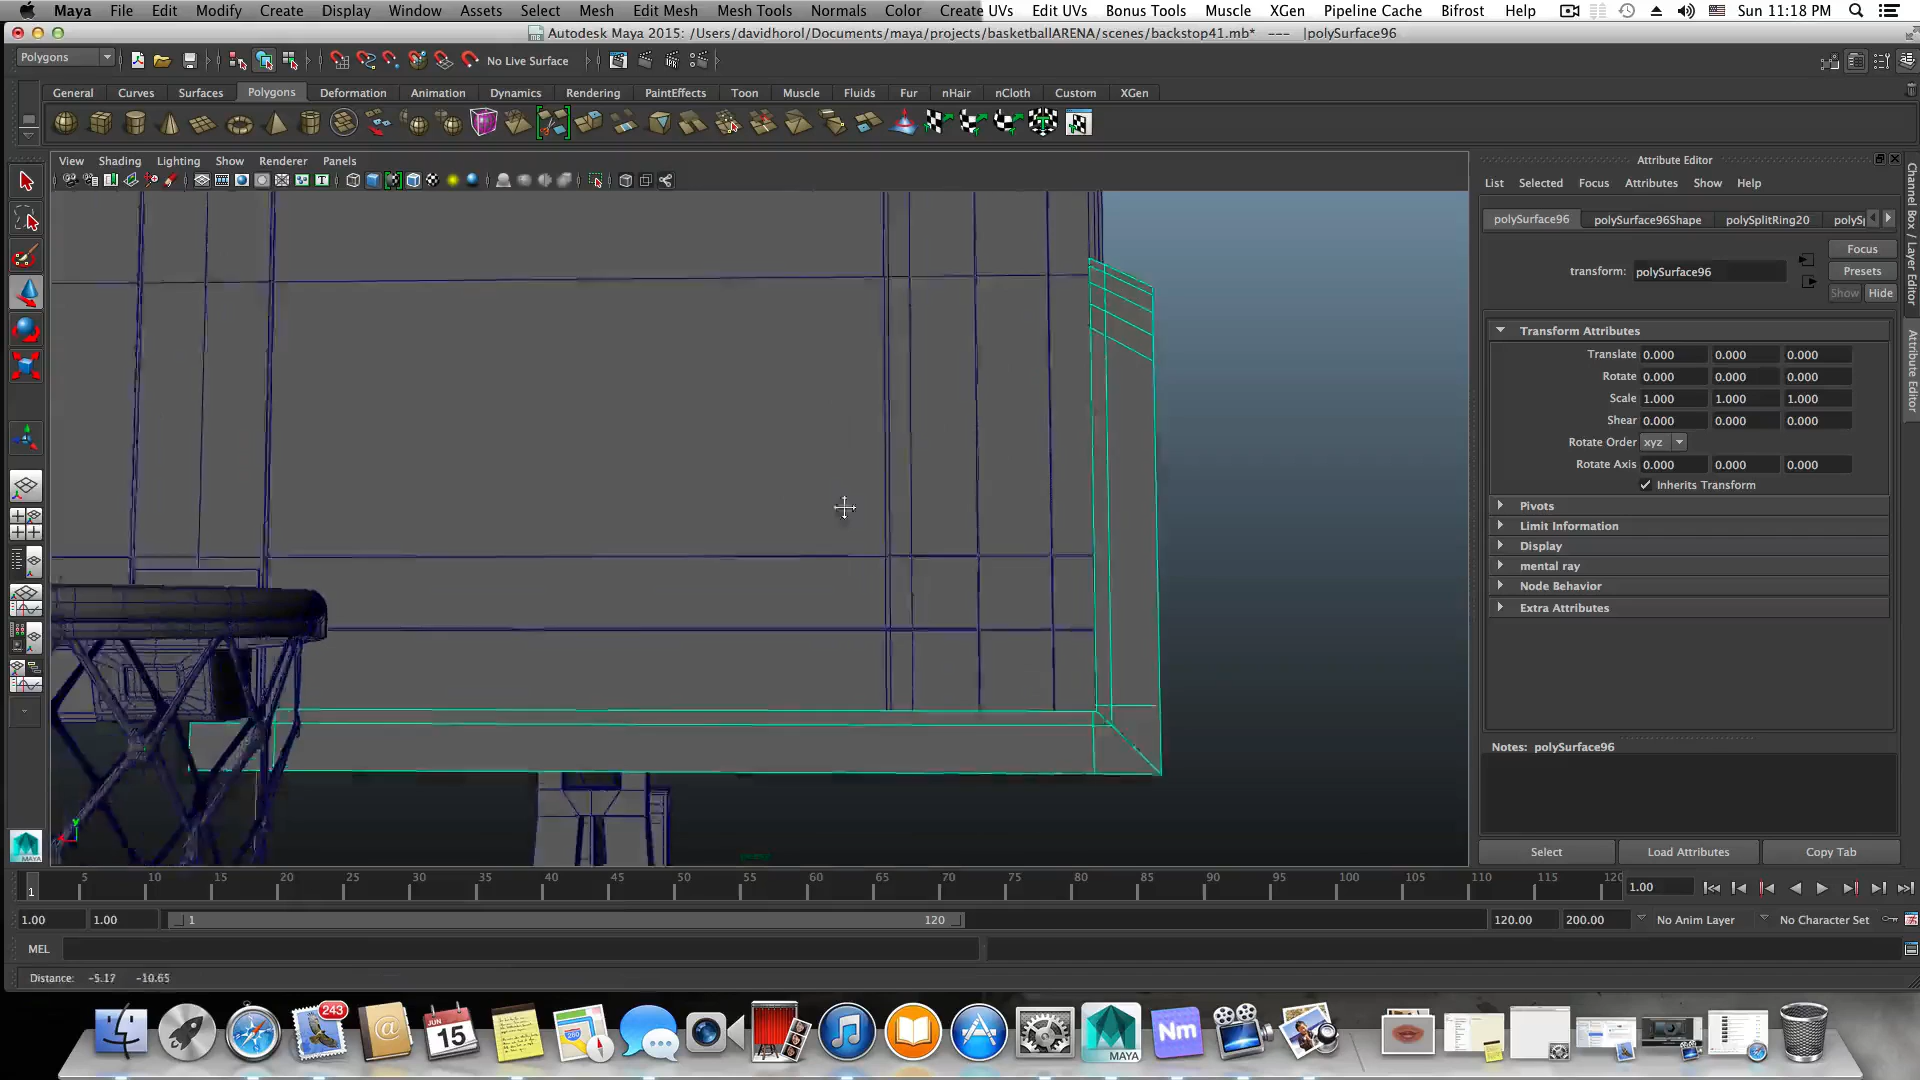 Maya File Edit Modify Create Display Window Assets Select Mesh Edit Mesh Mesh Tools Normals Color Create UVs Edit UVs Bonus Tools Muscle XGen Pipeline Cache Bifrost Help Sun 11:18 PM
Autodesk Maya 2015: /Users/davidhorol/Documents/maya/projects/basketballARENA/scenes/backstop41.mb* --- |polySurface96
Polygons No Live Surface
General Curves Surfaces Polygons Deformation Animation Dynamics Rendering PaintEffects Toon Muscle Fluids Fur nHair nCloth Custom XGen
View Shading Lighting Show Renderer Panels
Attribute Editor
List Selected Focus Attributes Show Help
polySurface96 polySurface96Shape polySplitRing20 polyS
Focus
transform: polySurface96 Presets
Show Hide
Transform Attributes
Translate 0.000 0.000 0.000
Rotate 0.000 0.000 0.000
Scale 1.000 1.000 1.000
Shear 0.000 0.000 0.000
Rotate Order xyz
Rotate Axis 0.000 0.000 0.000
Inherits Transform
Pivots
Limit Information
Display
mental ray
Node Behavior
Extra Attributes
Notes: polySurface96
Select Load Attributes Copy Tab
Channel Box / Layer Editor
Attribute Editor
MAYA
1 5 10 15 20 25 30 35 40 45 50 55 60 65 70 75 80 85 90 95 100 105 110 115 120 1.00
1.00 1.00 1 120 120.00 200.00 No Anim Layer No Character Set
MEL
Distance: -5.17 -10.65
243
JUN
15
MAYA
Nm